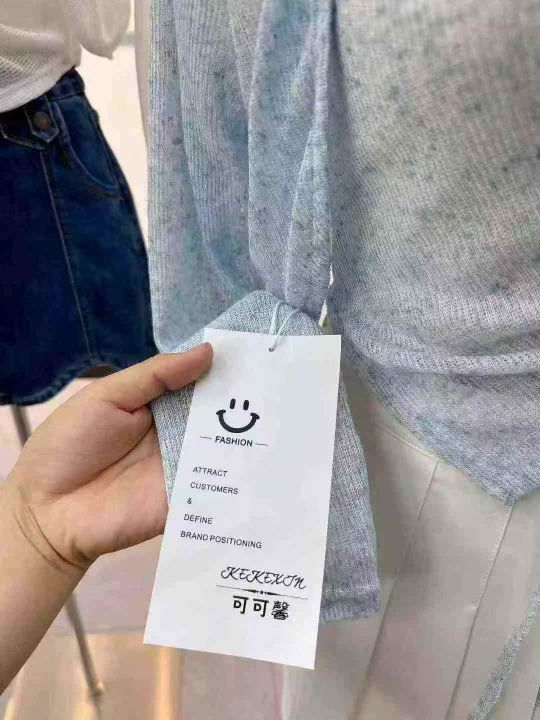 FASHION
ATTRACT
CUSTOMERS
&
DEFINE
BRAND POSITIONING
KEKEXIN
可可馨